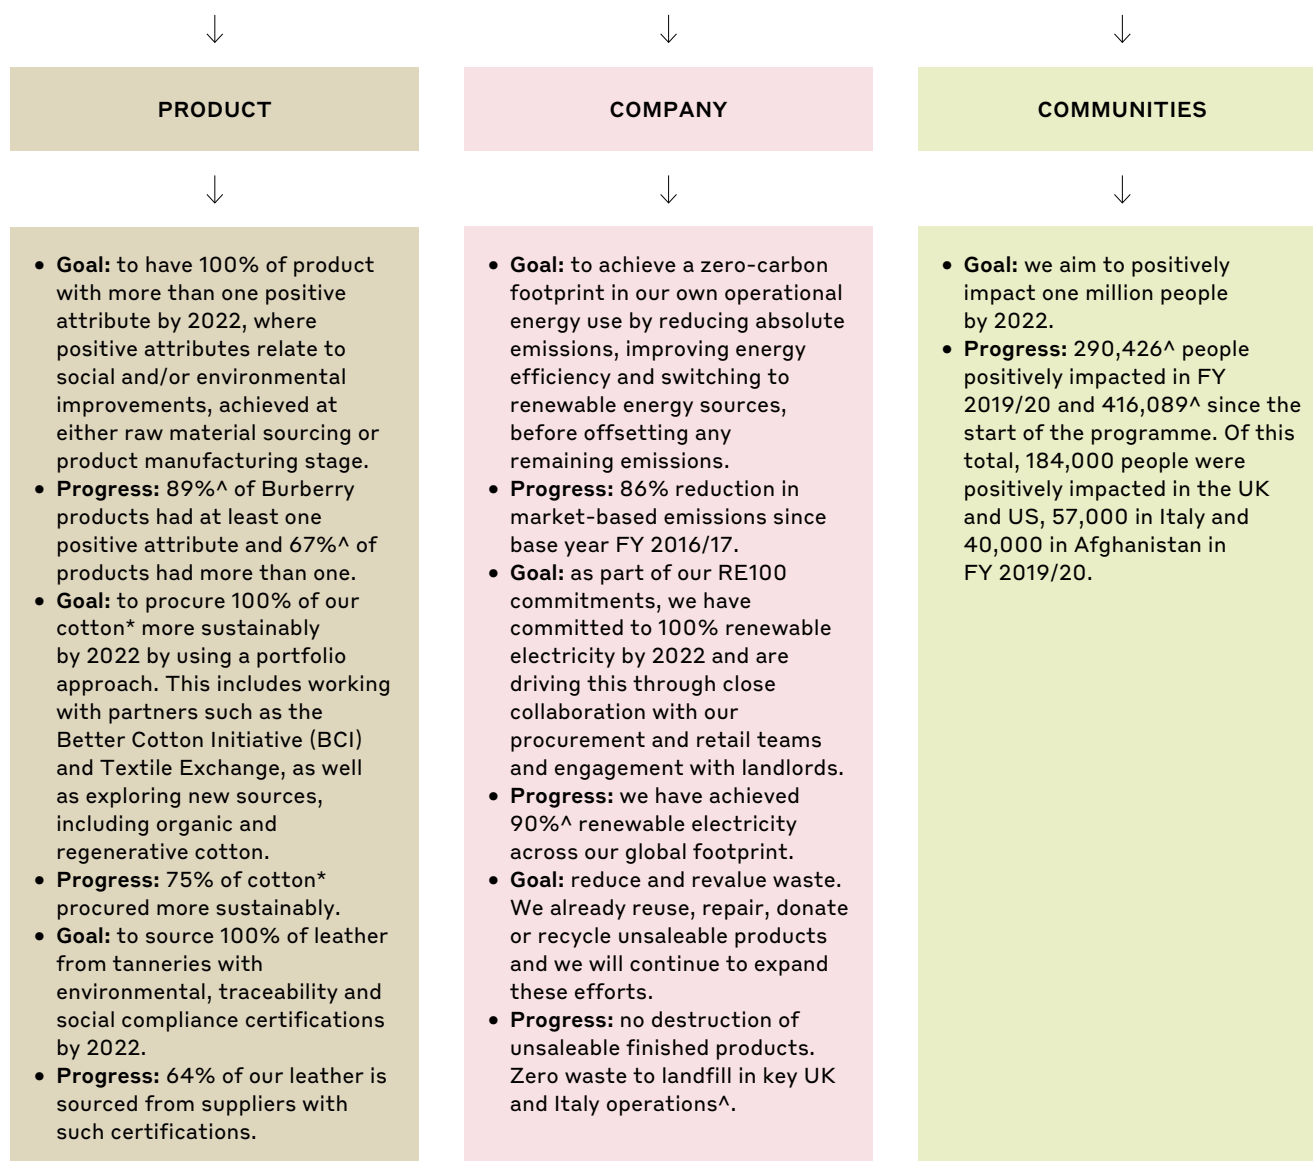 PRODUCT
• Goal: to have 100% of product
with more than one positive
attribute by 2022, where
positive attributes relate to
social and/or environmental
improvements, achieved at
either raw material sourcing or
product manufacturing stage.
• Progress: 89%^ of Burberry
products had at least one
positive attribute and 67%^ of
products had more than one.
• Goal: to procure 100% of our
cotton* more sustainably
by 2022 by using a portfolio
approach. This includes working
with partners such as the
Better Cotton Initiative (BCI)
and Textile Exchange, as well
as exploring new sources,
including organic and
regenerative cotton.
• Progress: 75% of cotton*
procured more sustainably.
• Goal: to source 100% of leather
from tanneries with
environmental, traceability and
social compliance certifications
by 2022.
• Progress: 64% of our leather is
sourced from suppliers with
such certifications.
COMPANY
• Goal: to achieve a zero-carbon
footprint in our own operational
energy use by reducing absolute
emissions, improving energy
efficiency and switching to
renewable energy sources,
before offsetting any
remaining emissions.
• Progress: 86% reduction in
market-based emissions since
base year FY 2016/17.
• Goal: as part of our RE100
commitments, we have
committed to 100% renewable
electricity by 2022 and are
driving this through close
collaboration with our
procurement and retail teams
and engagement with landlords.
• Progress: we have achieved
90%^ renewable electricity
across our global footprint.
• Goal: reduce and revalue waste.
We already reuse, repair, donate
or recycle unsaleable products
and we will continue to expand
these efforts.
• Progress: no destruction of
unsaleable finished products.
Zero waste to landfill in key UK
and Italy operations^.
COMMUNITIES
• Goal: we aim to positively
impact one million people
by 2022.
• Progress: 290,426^ people
positively impacted in FY
2019/20 and 416,089^ since the
start of the programme. Of this
total, 184,000 people were
positively impacted in the UK
and US, 57,000 in Italy and
40,000 in Afghanistan in
FY 2019/20.